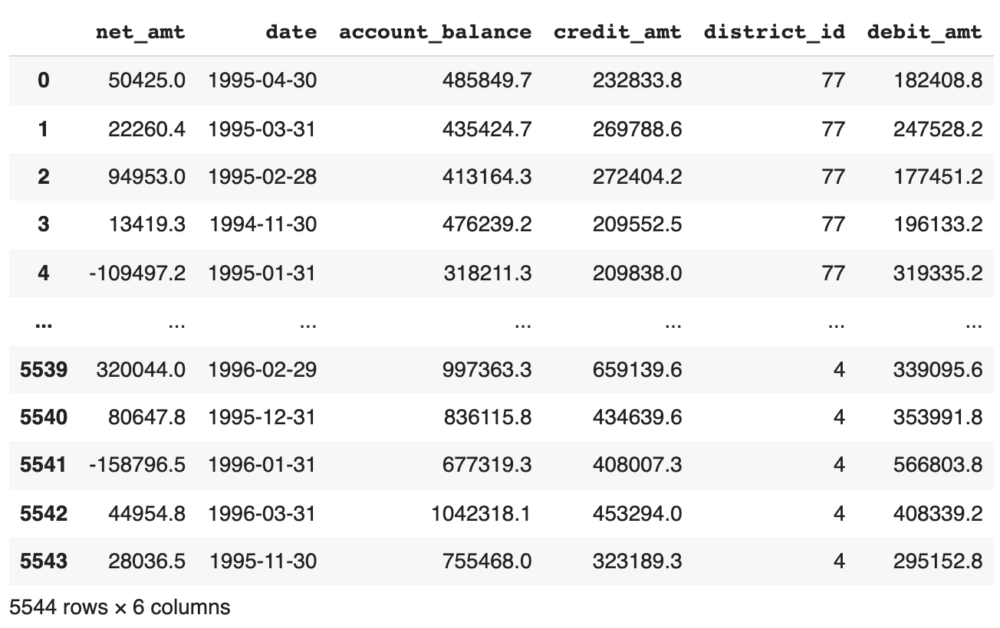 net_amt date account_balance credit_amt district_id debit_amt
0 50425.0 1995-04-30 485849.7 232833.8 77 182408.8
1 22260.4 1995-03-31 435424.7 269788.6 77 247528.2
2 94953.0 1995-02-28 413164.3 272404.2 77 177451.2
3 13419.3 1994-11-30 476239.2 209552.5 77 196133.2
4 -109497.2 1995-01-31 318211.3 209838.0 77 319335.2
... ... ... ... ... ... ...
5539 320044.0 1996-02-29 997363.3 659139.6 4 339095.6
5540 80647.8 1995-12-31 836115.8 434639.6 4 353991.8
5541 -158796.5 1996-01-31 677319.3 408007.3 4 566803.8
5542 44954.8 1996-03-31 1042318.1 453294.0 4 408339.2
5543 28036.5 1995-11-30 755468.0 323189.3 4 295152.8
5544 rows × 6 columns